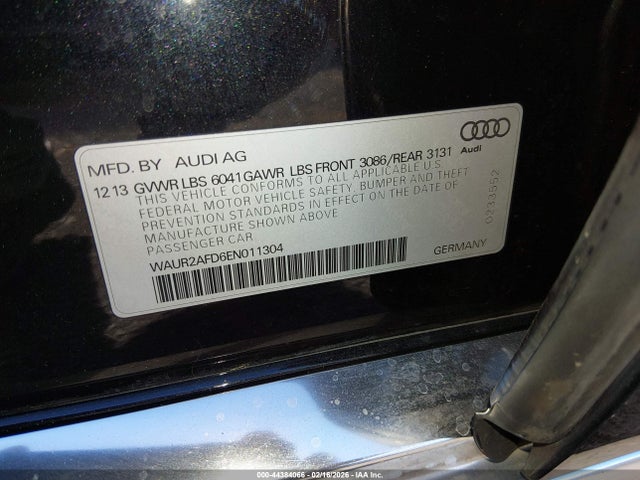 MFD. BY AUDI AG
Audi
12 13 GVWR LBS 6041 GAWR LBS FRONT 3086/REAR 3131
THIS VEHICLE CONFORMS TO ALL APPLICABLE U.S.
FEDERAL MOTOR VEHICLE SAFETY, BUMPER AND THEFT
PREVENTION STANDARDS IN EFFECT ON THE DATE OF
MANUFACTURE SHOWN ABOVE
PASSENGER CAR
0233552
WAUR2AFD6EN011304
GERMANY
000-44384066 - 02/16/2026 - IAA Inc.